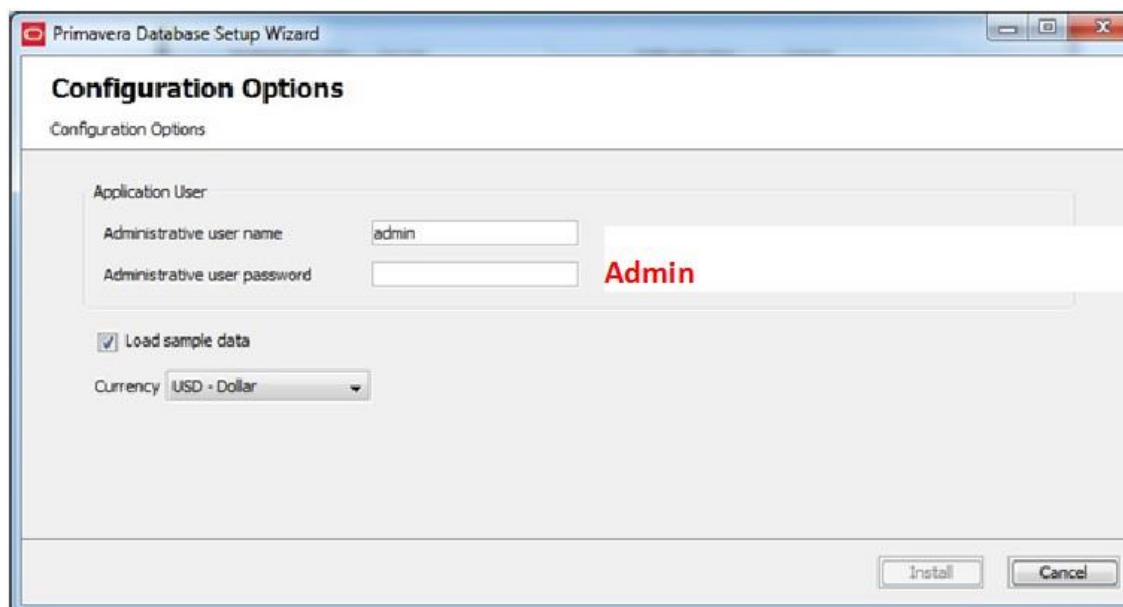 Primavera Database Setup Wizard
Configuration Options
Configuration Options
Application User
Administrative user name admin
Administrative user password Admin
Load sample data
Currency USD - Dollar
Install Cancel